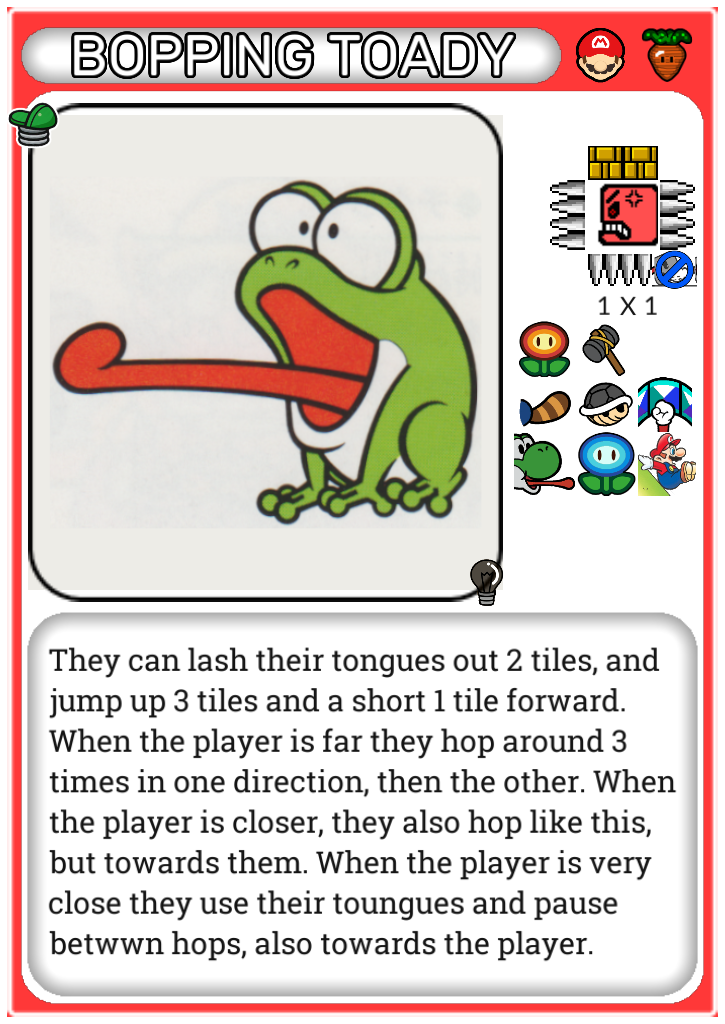 BOPPING TOADY
1 X 1
They can lash their tongues out 2 tiles, and
jump up 3 tiles and a short 1 tile forward.
When the player is far they hop around 3
times in one direction, then the other. When
the player is closer, they also hop like this,
but towards them. When the player is very
close they use their toungues and pause
betwwn hops, also towards the player.